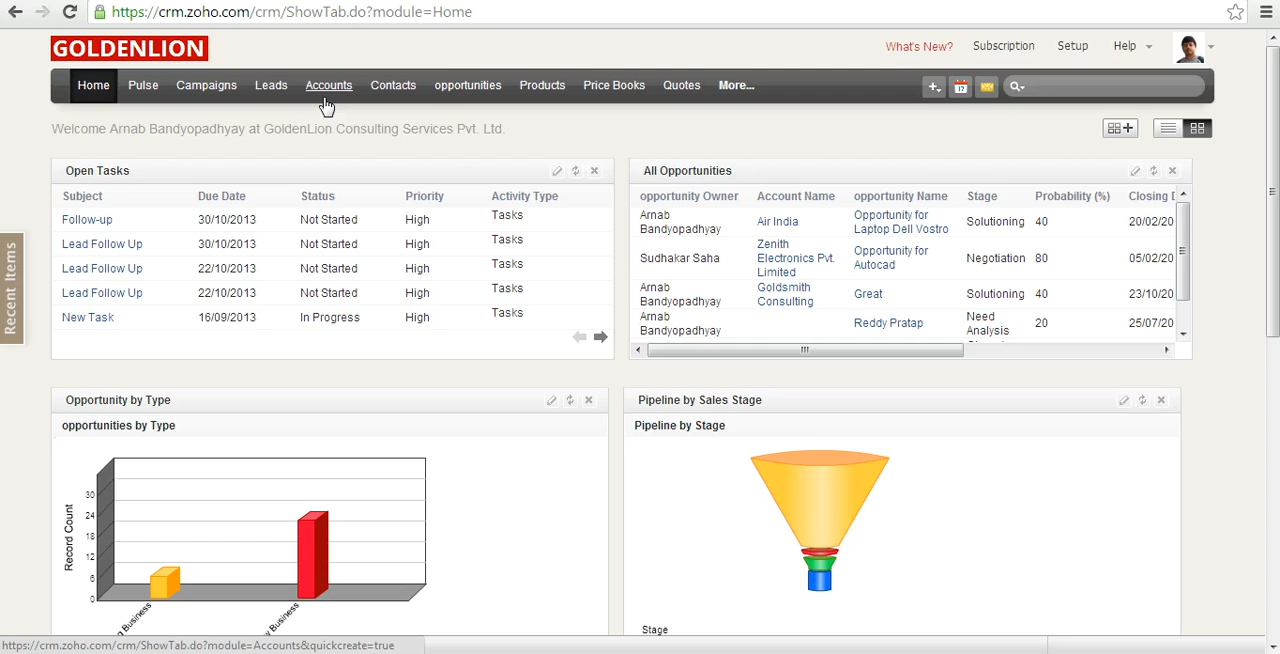 https://crm.zoho.com/crm/ShowTab.do?module=Home
GOLDENLION
What's New? Subscription Setup Help
Home Pulse Campaigns Leads Accounts Contacts opportunities Products Price Books Quotes More...
Welcome Arnab Bandyopadhyay at GoldenLion Consulting Services Pvt. Ltd.
Recent Items
Open Tasks
Subject Due Date Status Priority Activity Type
Follow-up 30/10/2013 Not Started High Tasks
Lead Follow Up 30/10/2013 Not Started High Tasks
Lead Follow Up 22/10/2013 Not Started High Tasks
Lead Follow Up 22/10/2013 Not Started High Tasks
New Task 16/09/2013 In Progress High Tasks
All Opportunities
opportunity Owner Account Name opportunity Name Stage Probability (%) Closing D
Arnab Bandyopadhyay Air India Opportunity for Laptop Dell Vostro Solutioning 40 20/02/20
Sudhakar Saha Zenith Electronics Pvt. Limited Opportunity for Autocad Negotiation 80 05/02/20
Arnab Bandyopadhyay Goldsmith Consulting Great Solutioning 40 23/10/20
Arnab Bandyopadhyay Reddy Pratap Need Analysis 20 25/07/20
Opportunity by Type
opportunities by Type
Record Count
30
24
18
12
6
0
g Business
w Business
Pipeline by Sales Stage
Pipeline by Stage
Stage
https://crm.zoho.com/crm/ShowTab.do?module=Accounts&quickcreate=true